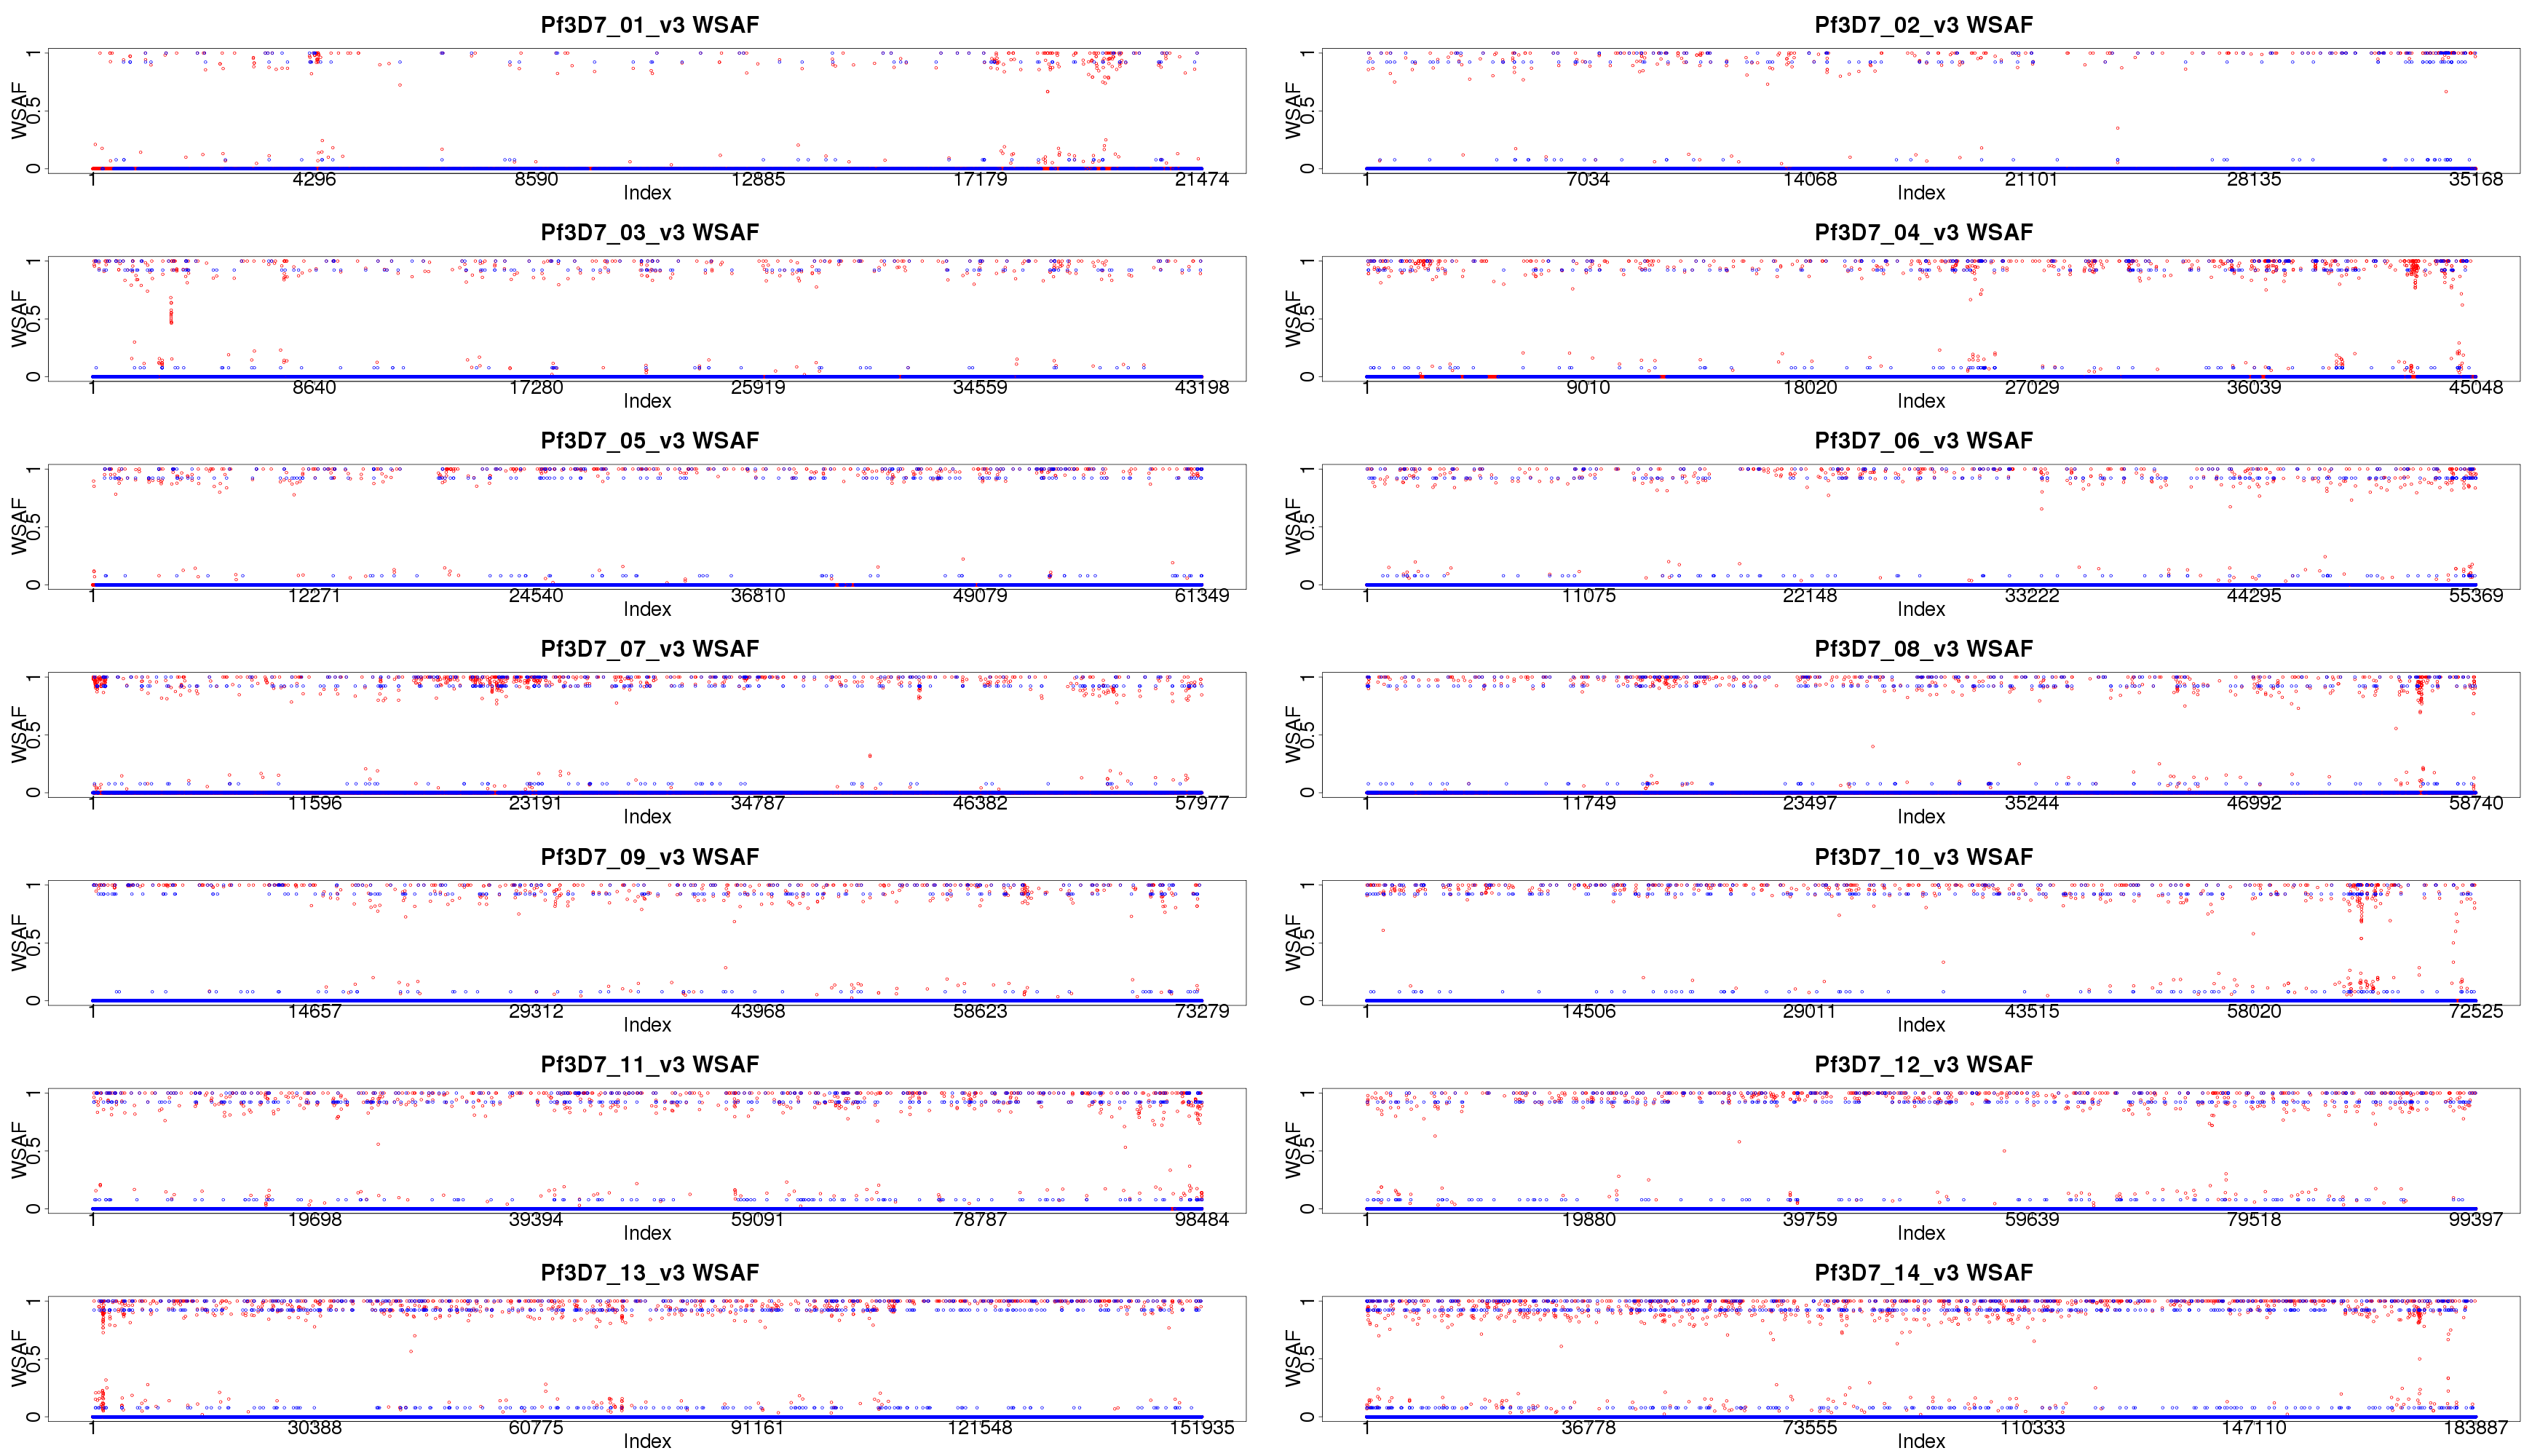 Pf3D7_01_v3 WSAF
WSAF
1
0.5
0
1 4296 8590 12885 17179 21474
Index
Pf3D7_02_v3 WSAF
WSAF
1
0.5
0
1 7034 14068 21101 28135 35168
Index
Pf3D7_03_v3 WSAF
WSAF
1
0.5
0
1 8640 17280 25919 34559 43198
Index
Pf3D7_04_v3 WSAF
WSAF
1
0.5
0
1 9010 18020 27029 36039 45048
Index
Pf3D7_05_v3 WSAF
WSAF
1
0.5
0
1 12271 24540 36810 49079 61349
Index
Pf3D7_06_v3 WSAF
WSAF
1
0.5
0
1 11075 22148 33222 44295 55369
Index
Pf3D7_07_v3 WSAF
WSAF
1
0.5
0
1 11596 23191 34787 46382 57977
Index
Pf3D7_08_v3 WSAF
WSAF
1
0.5
0
1 11749 23497 35244 46992 58740
Index
Pf3D7_09_v3 WSAF
WSAF
1
0.5
0
1 14657 29312 43968 58623 73279
Index
Pf3D7_10_v3 WSAF
WSAF
1
0.5
0
1 14506 29011 43515 58020 72525
Index
Pf3D7_11_v3 WSAF
WSAF
1
0.5
0
1 19698 39394 59091 78787 98484
Index
Pf3D7_12_v3 WSAF
WSAF
1
0.5
0
1 19880 39759 59639 79518 99397
Index
Pf3D7_13_v3 WSAF
WSAF
1
0.5
0
1 30388 60775 91161 121548 151935
Index
Pf3D7_14_v3 WSAF
WSAF
1
0.5
0
1 36778 73555 110333 147110 183887
Index